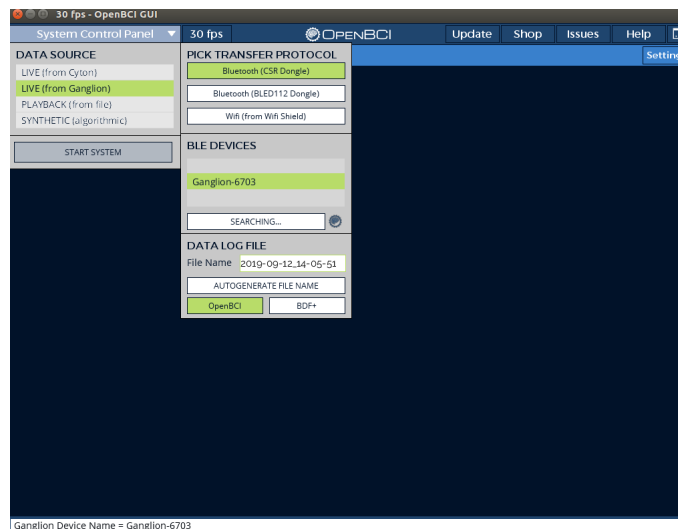 30 fps - OpenBCI GUI
System Control Panel ▼ 30 fps OPENBCI Update Shop Issues Help
Setting
DATA SOURCE
LIVE (from Cyton)
LIVE (from Ganglion)
PLAYBACK (from file)
SYNTHETIC (algorithmic)
START SYSTEM
PICK TRANSFER PROTOCOL
Bluetooth (CSR Dongle)
Bluetooth (BLED112 Dongle)
Wifi (from Wifi Shield)
BLE DEVICES
Ganglion-6703
SEARCHING...
DATA LOG FILE
File Name 2019-09-12_14-05-51
AUTOGENERATE FILE NAME
OpenBCI BDF+
Ganglion Device Name = Ganglion-6703